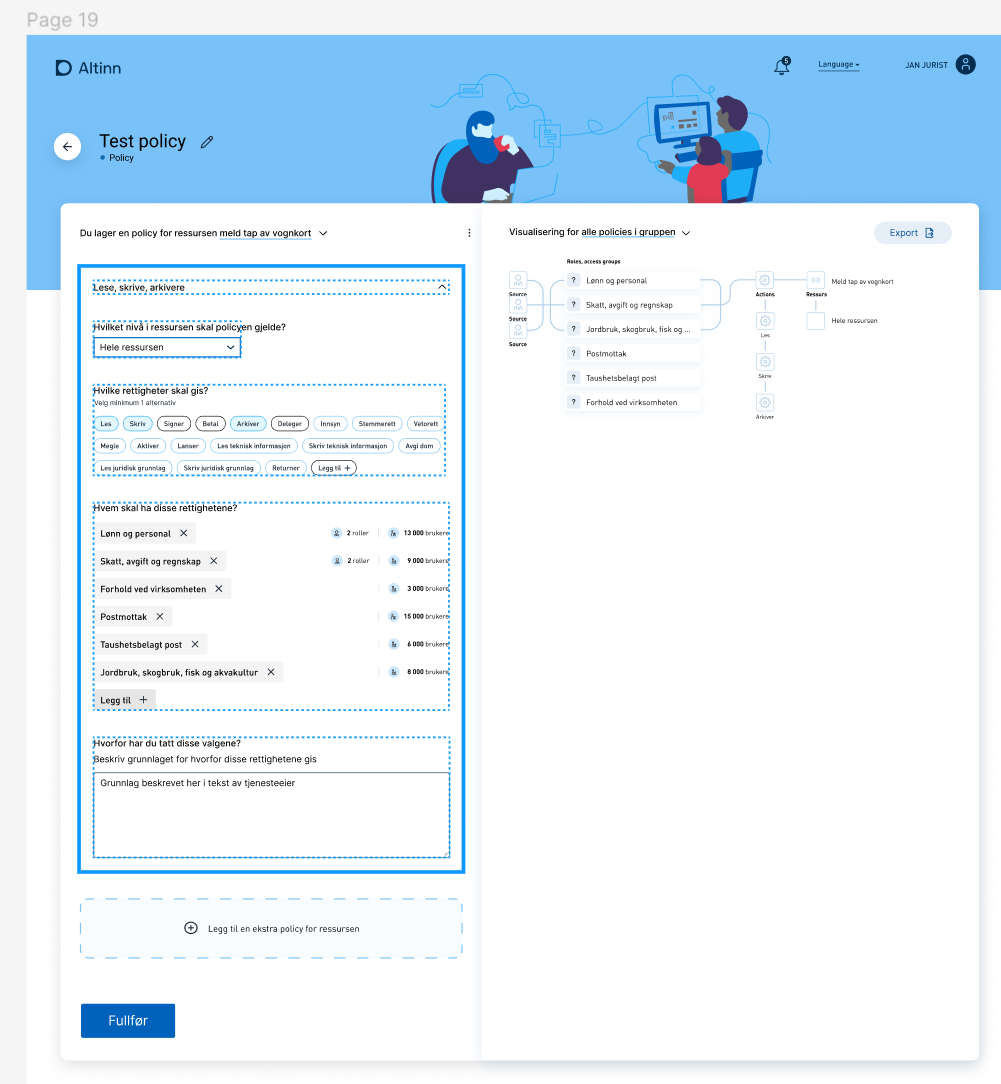 Page 19
Altinn
5
Language
JAN JURIST
Test policy
Policy
Du lager en policy for ressursen meld tap av vognkort
Lese, skrive, arkivere
Hvilket nivå i ressursen skal policyen gjelde?
Hele ressursen
Hvilke rettigheter skal gis?
Velg minimum 1 alternativ
Les Skriv Signer Betal Arkiver Deleger Innsyn Stemmerett Vetorett
Megle Aktiver Lanser Les teknisk informasjon Skriv teknisk informasjon Avgi dom
Les juridisk grunnlag Skriv juridisk grunnlag Returner Legg til +
Hvem skal ha disse rettighetene?
Lønn og personal 2 roller 13 000 brukere
Skatt, avgift og regnskap 2 roller 9 000 brukere
Forhold ved virksomheten 3 000 brukere
Postmottak 15 000 brukere
Taushetsbelagt post 6 000 brukere
Jordbruk, skogbruk, fisk og akvakultur 8 000 brukere
Legg til +
Hvorfor har du tatt disse valgene?
Beskriv grunnlaget for hvorfor disse rettighetene gis
Grunnlag beskrevet her i tekst av tjenesteeier
Legg til en ekstra policy for ressursen
Fullfør
Visualisering for alle policies i gruppen
Export
Roles, access groups
Source
Source
Source
? Lønn og personal
? Skatt, avgift og regnskap
? Jordbruk, skogbruk, fisk og ...
? Postmottak
? Taushetsbelagt post
? Forhold ved virksomheten
Actions
Les
Skriv
Arkiver
Ressurs
Meld tap av vognkort
Hele ressursen